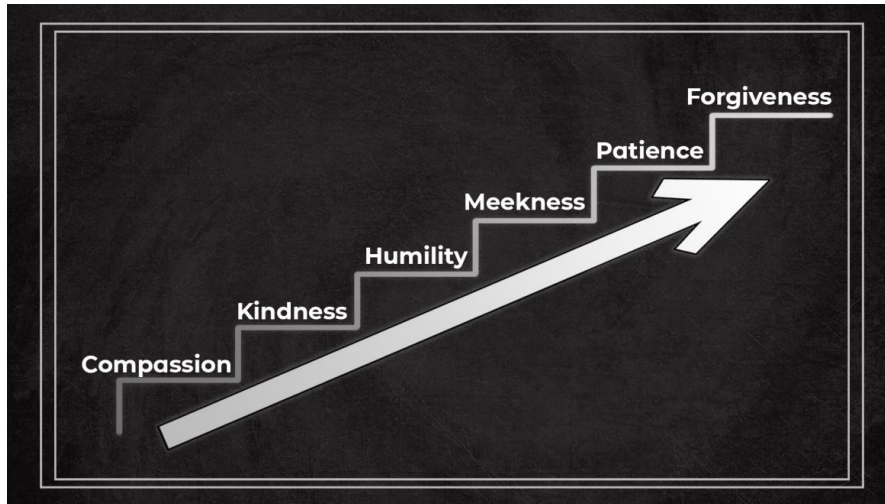 Forgiveness
Patience
Meekness
Humility
Kindness
Compassion